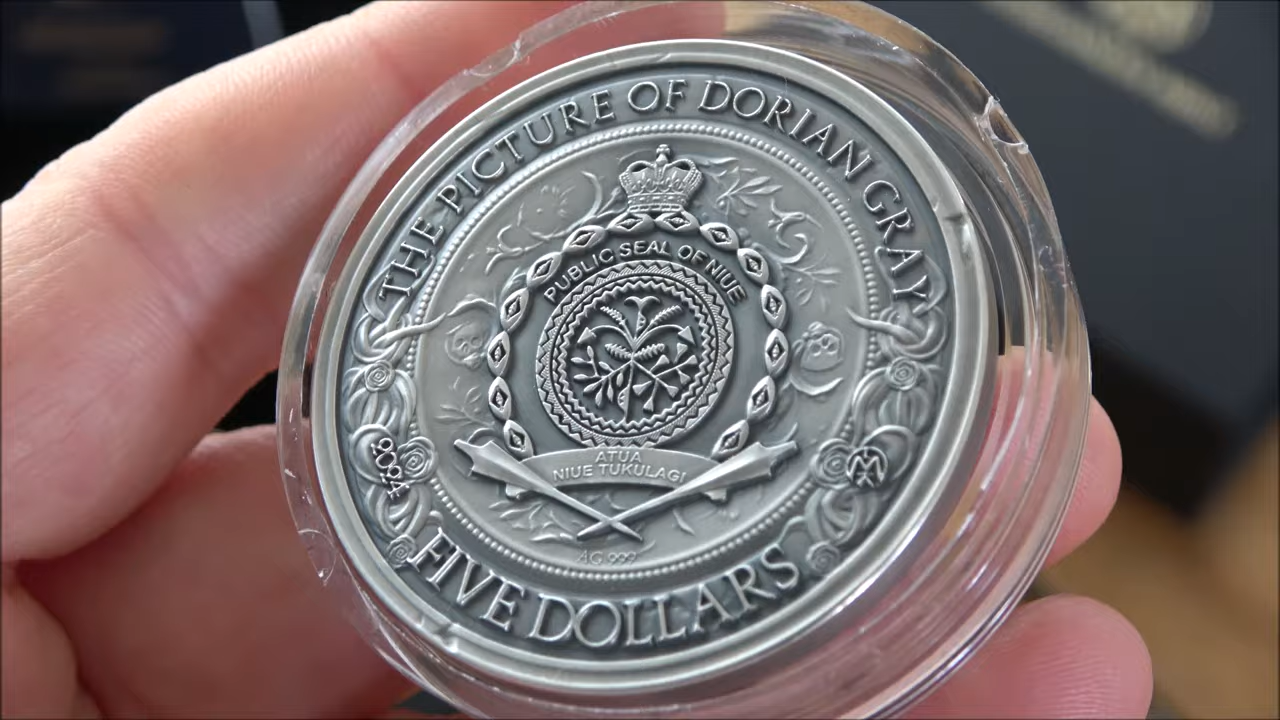 THE PICTURE OF DORIAN GRAY
PUBLIC SEAL OF NIUE
ATUA
NIUE TUKULAGI
2024
AG 999
FIVE DOLLARS